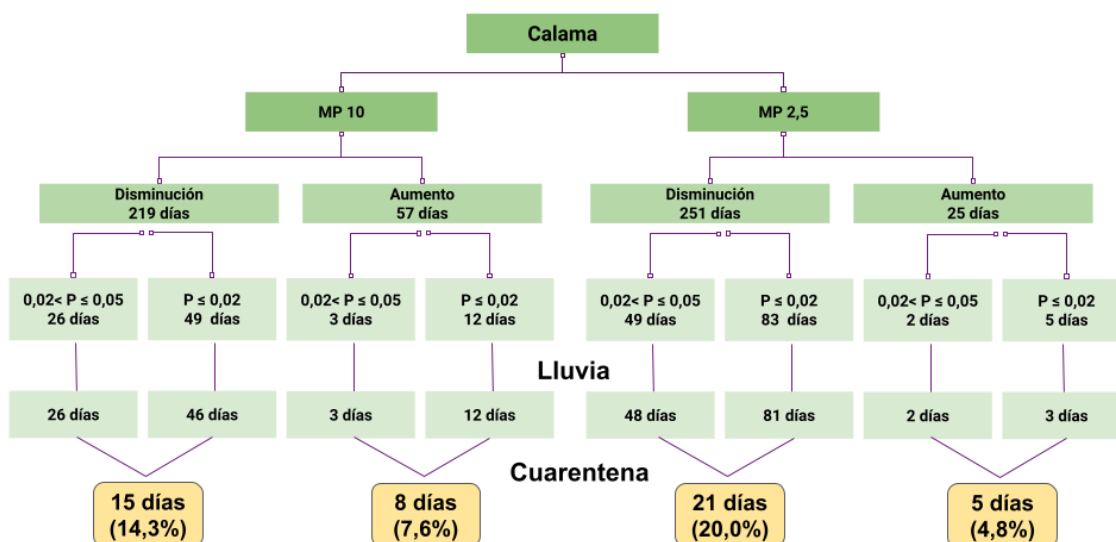 Calama
MP 10
MP 2,5
Disminución
219 días
Aumento
57 días
Disminución
251 días
Aumento
25 días
0,02< P ≤ 0,05
26 días
P ≤ 0,02
49 días
0,02< P ≤ 0,05
3 días
P ≤ 0,02
12 días
0,02< P ≤ 0,05
49 días
P ≤ 0,02
83 días
0,02< P ≤ 0,05
2 días
P ≤ 0,02
5 días
Lluvia
26 días
46 días
3 días
12 días
48 días
81 días
2 días
3 días
Cuarentena
15 días
(14,3%)
8 días
(7,6%)
21 días
(20,0%)
5 días
(4,8%)